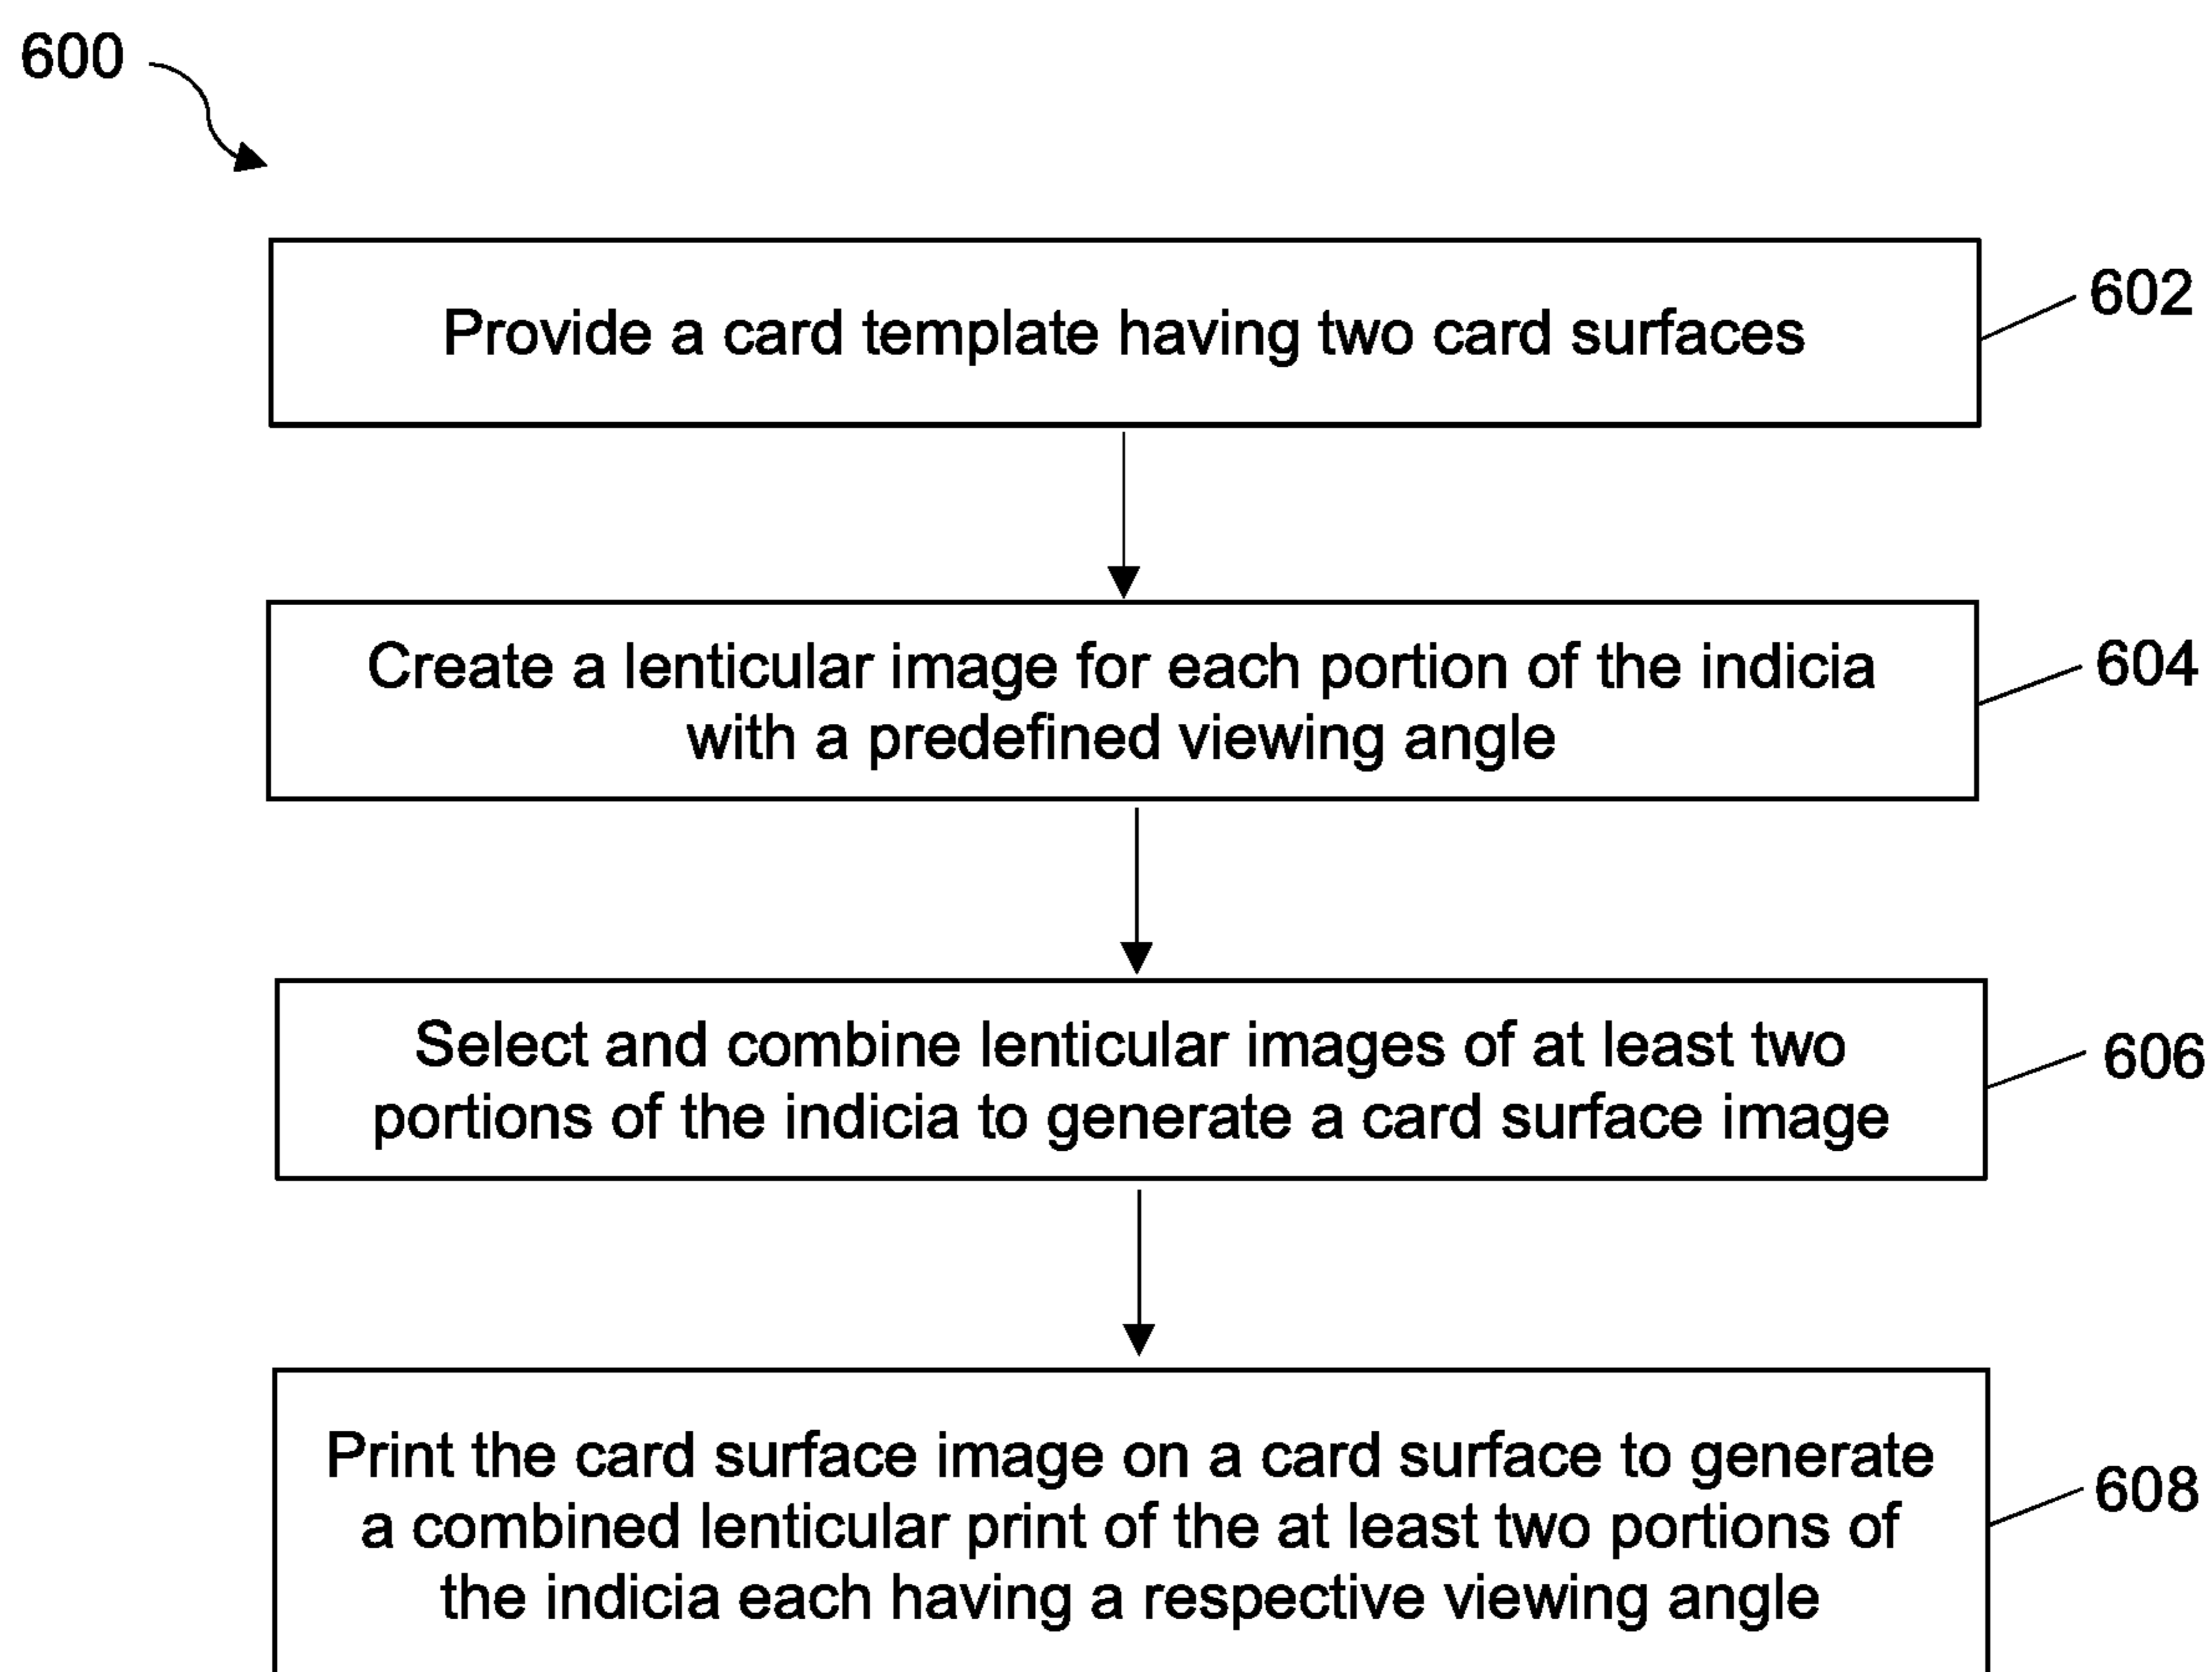 600
Provide a card template having two card surfaces
602
Create a lenticular image for each portion of the indicia
with a predefined viewing angle
604
Select and combine lenticular images of at least two
portions of the indicia to generate a card surface image
606
Print the card surface image on a card surface to generate
a combined lenticular print of the at least two portions of
the indicia each having a respective viewing angle
608